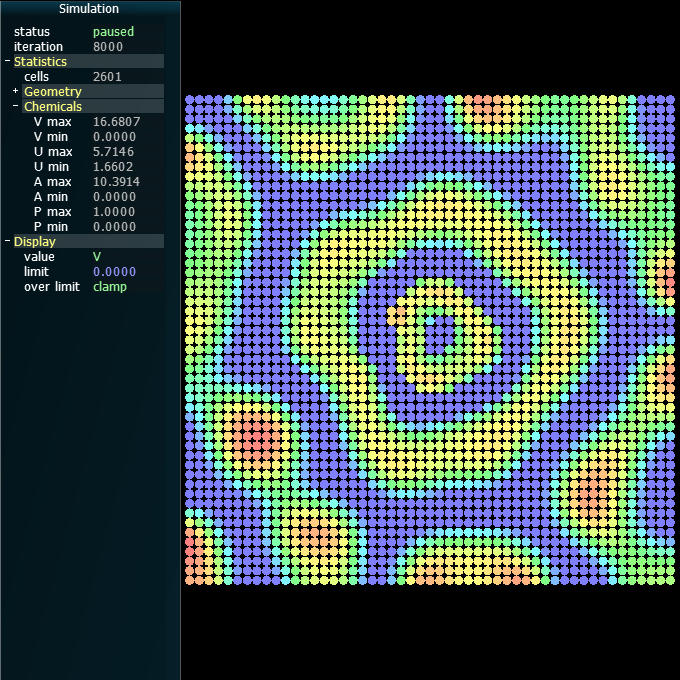 Simulation
status paused
iteration 8000
- Statistics
cells 2601
+ Geometry
- Chemicals
V max 16.6807
V min 0.0000
U max 5.7146
U min 1.6602
A max 10.3914
A min 0.0000
P max 1.0000
P min 0.0000
- Display
value V
limit 0.0000
over limit clamp